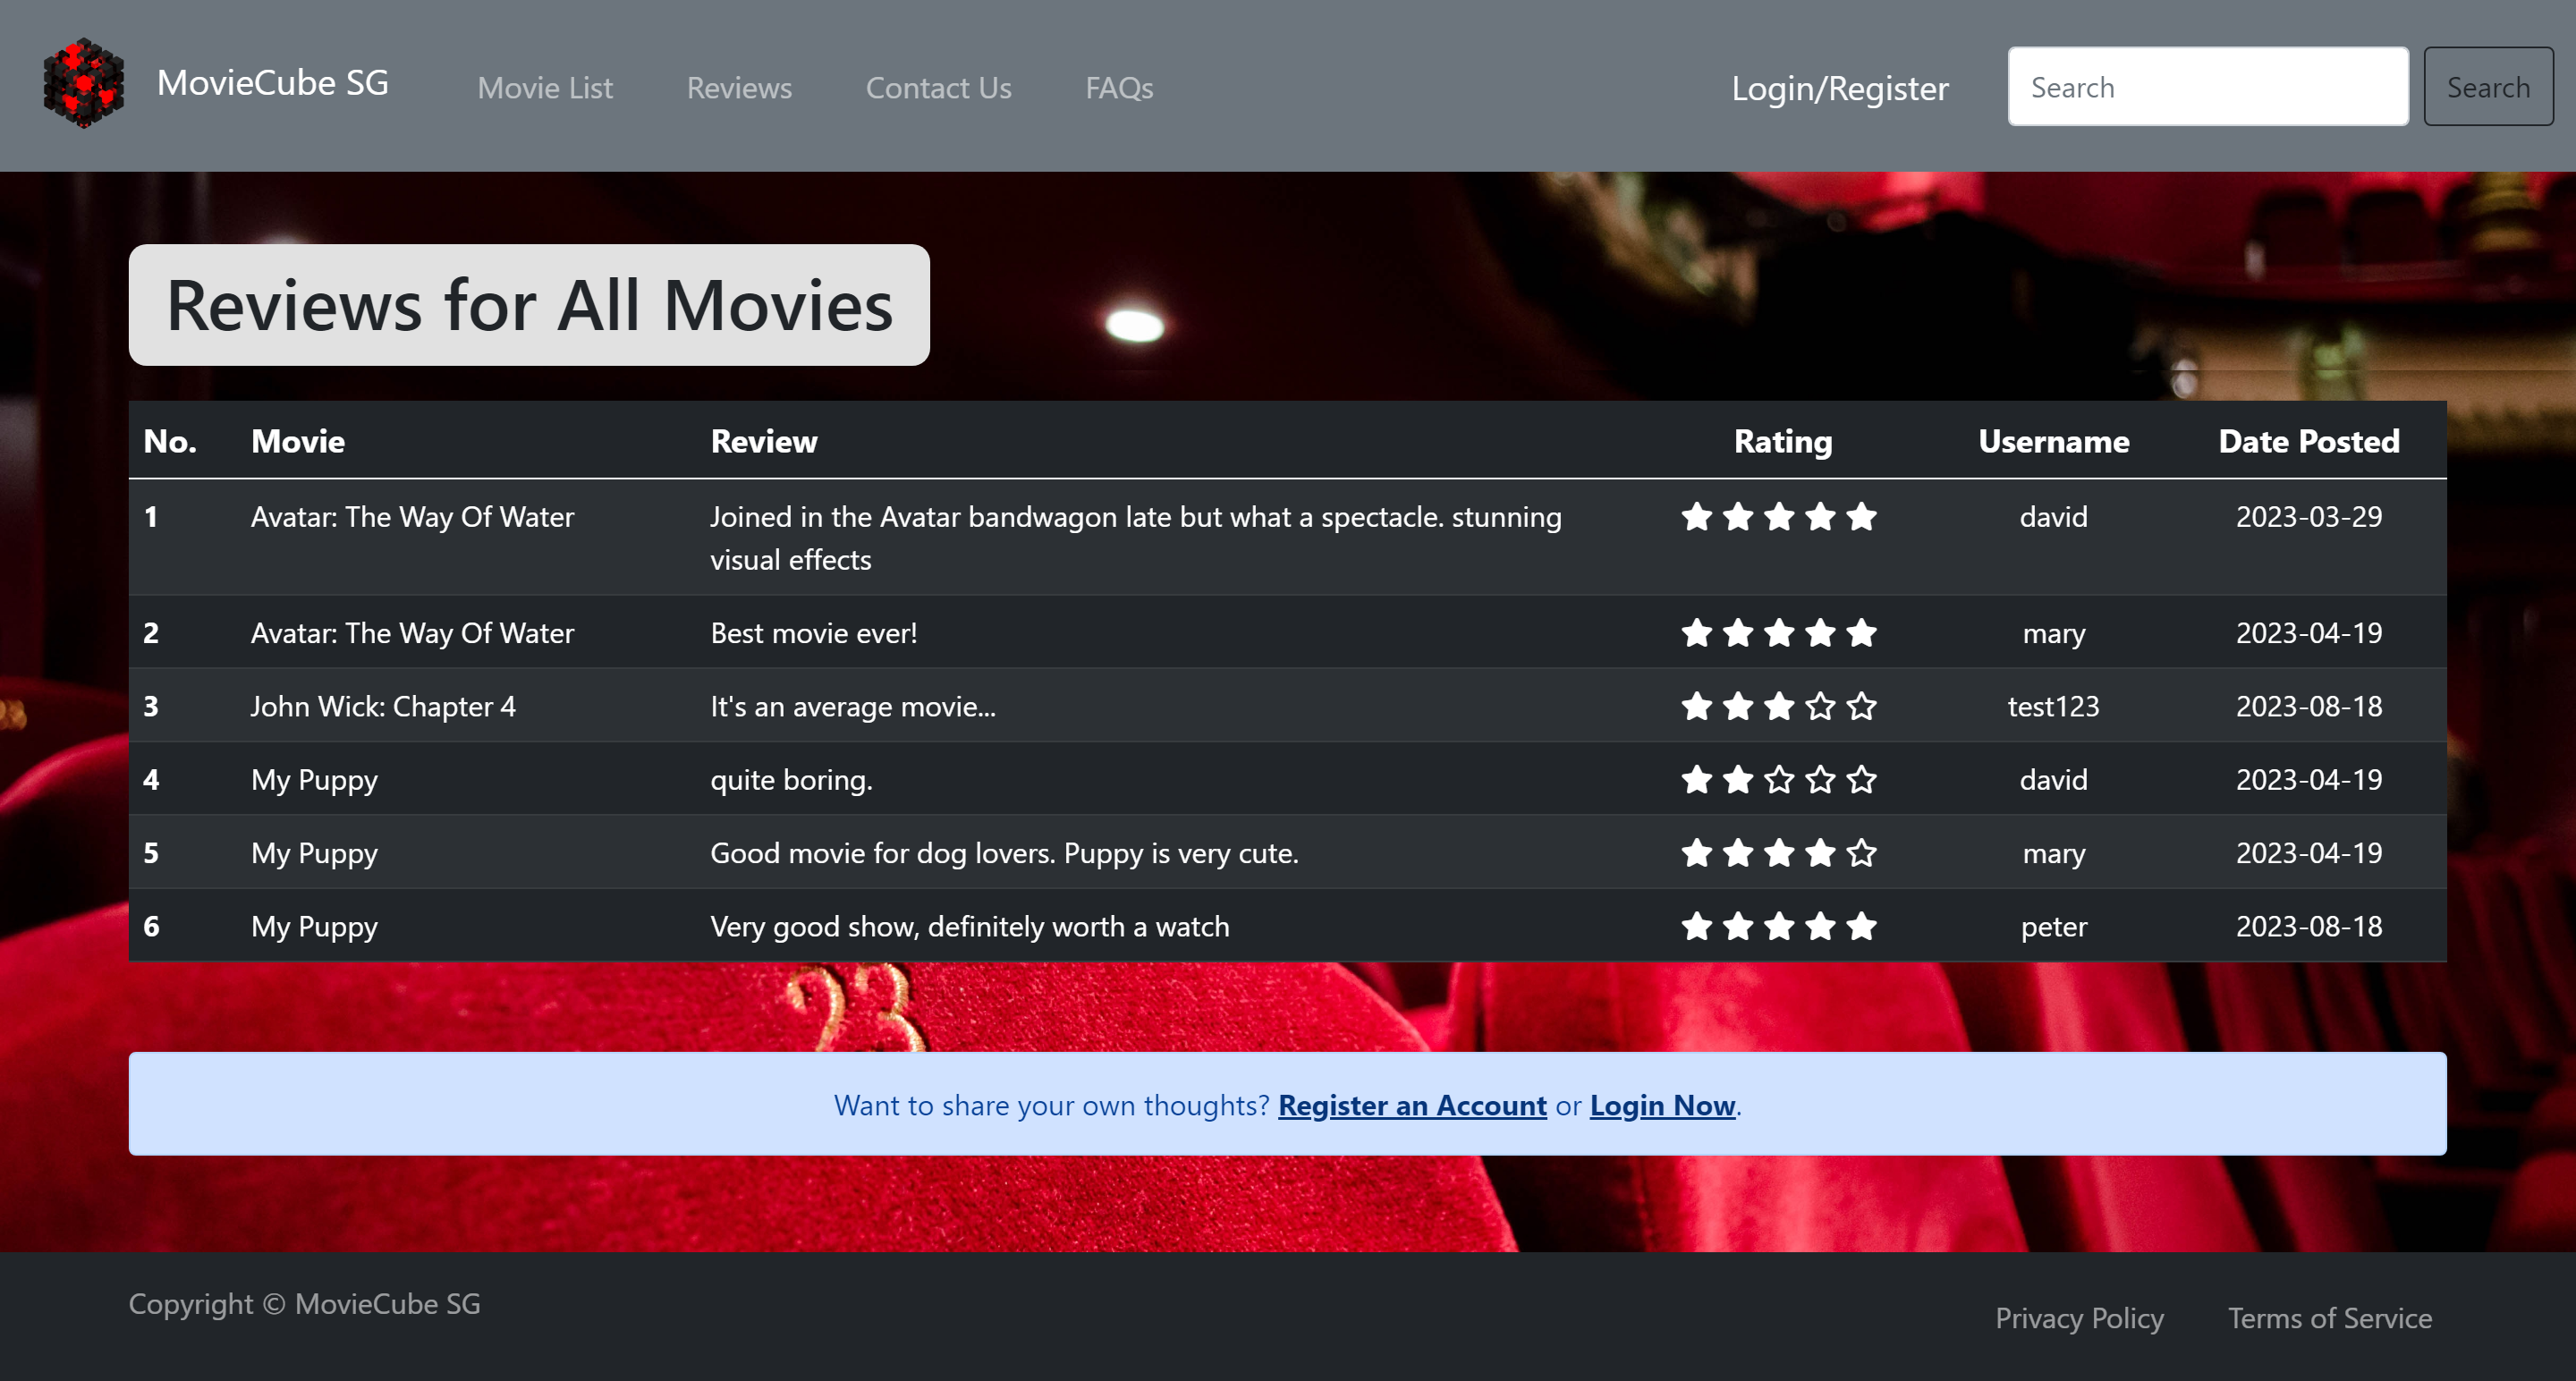 MovieCube SG Movie List Reviews Contact Us FAQs Login/Register Search Search
Reviews for All Movies
No. Movie Review Rating Username Date Posted
1 Avatar: The Way Of Water Joined in the Avatar bandwagon late but what a spectacle. stunning david 2023-03-29
visual effects
2 Avatar: The Way Of Water Best movie ever! mary 2023-04-19
3 John Wick: Chapter 4 It's an average movie... test123 2023-08-18
4 My Puppy quite boring. david 2023-04-19
5 My Puppy Good movie for dog lovers. Puppy is very cute. mary 2023-04-19
6 My Puppy Very good show, definitely worth a watch peter 2023-08-18
23
Want to share your own thoughts? Register an Account or Login Now.
Copyright © MovieCube SG
Privacy Policy Terms of Service